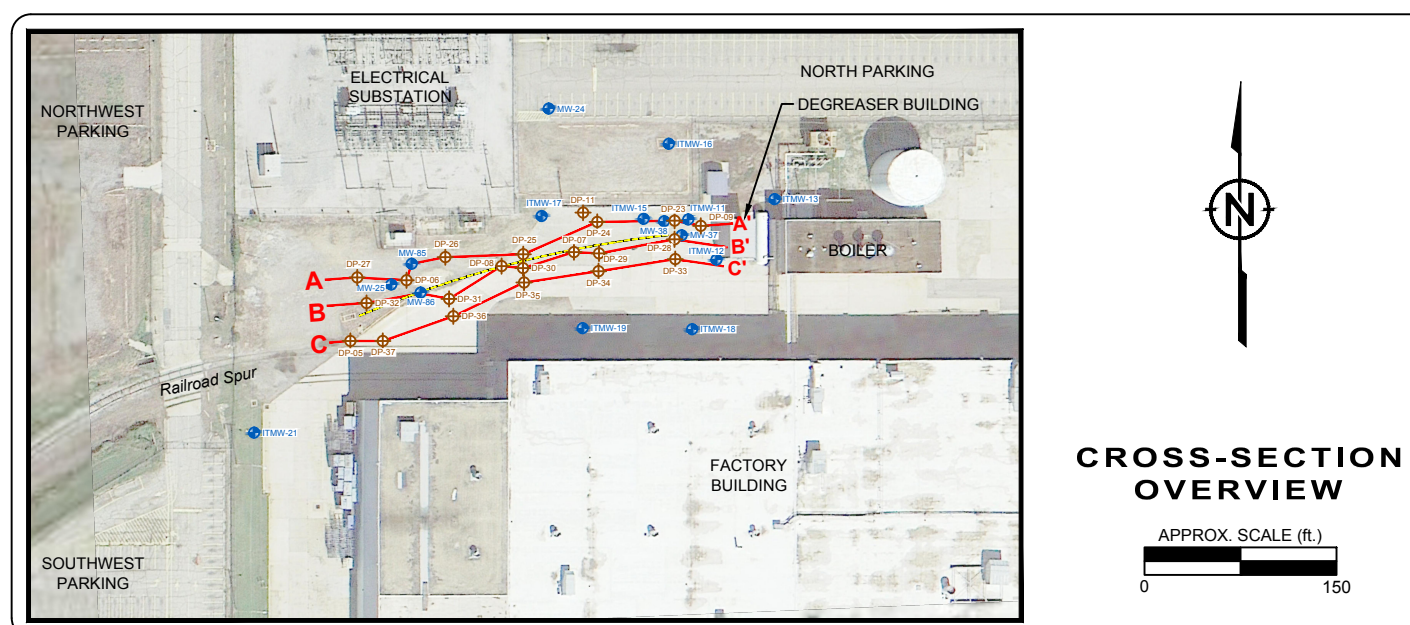 ELECTRICAL
SUBSTATION
NORTH PARKING
DEGREASER BUILDING
NORTHWEST
PARKING
MW-24
ITMW-16
ITMW-13
DP-11
ITMW-17
ITMW-15
DP-23
ITMW-11
DP-09
A'
DP-24
MW-38
MW-37
B'
BOILER
DP-26
DP-25
DP-07
DP-28
ITMW-12
C'
MW-85
DP-27
DP-08
DP-29
DP-33
A
DP-06
DP-30
MW-25
DP-34
DP-35
B
DP-32
MW-86
DP-31
DP-36
C
DP-05
DP-37
ITMW-19
ITMW-18
Railroad Spur
ITMW-21
FACTORY
BUILDING
SOUTHWEST
PARKING
N
CROSS-SECTION
OVERVIEW
APPROX. SCALE (ft.)
0
150